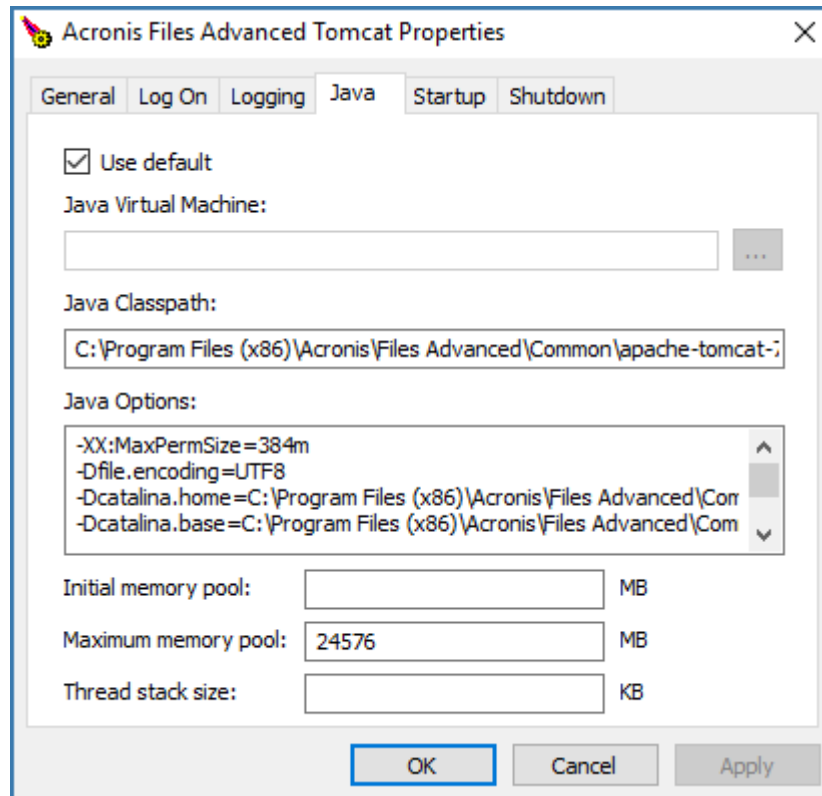 Acronis Files Advanced Tomcat Properties
General Log On Logging Java Startup Shutdown
Use default
Java Virtual Machine:
...
Java Classpath:
C:\Program Files (x86)\Acronis\Files Advanced\Common\apache-tomcat-7
Java Options:
-XX:MaxPermSize=384m
-Dfile.encoding=UTF8
-Dcatalina.home=C:\Program Files (x86)\Acronis\Files Advanced\Com
-Dcatalina.base=C:\Program Files (x86)\Acronis\Files Advanced\Com
Initial memory pool: MB
Maximum memory pool: 24576 MB
Thread stack size: KB
OK Cancel Apply